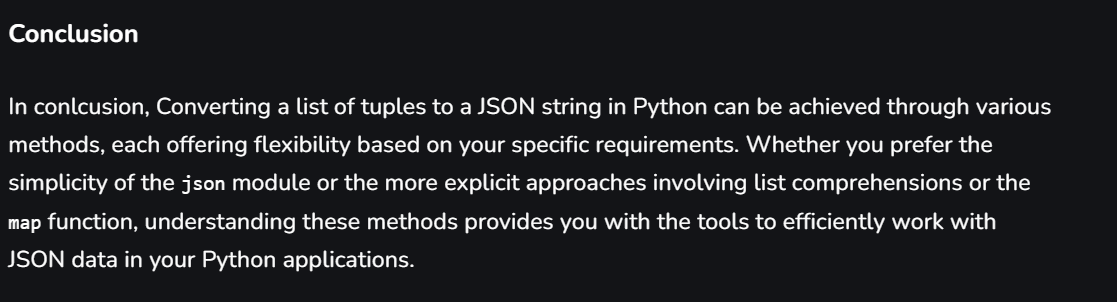 Conclusion
In conlcusion, Converting a list of tuples to a JSON string in Python can be achieved through various
methods, each offering flexibility based on your specific requirements. Whether you prefer the
simplicity of the json module or the more explicit approaches involving list comprehensions or the
map function, understanding these methods provides you with the tools to efficiently work with
JSON data in your Python applications.